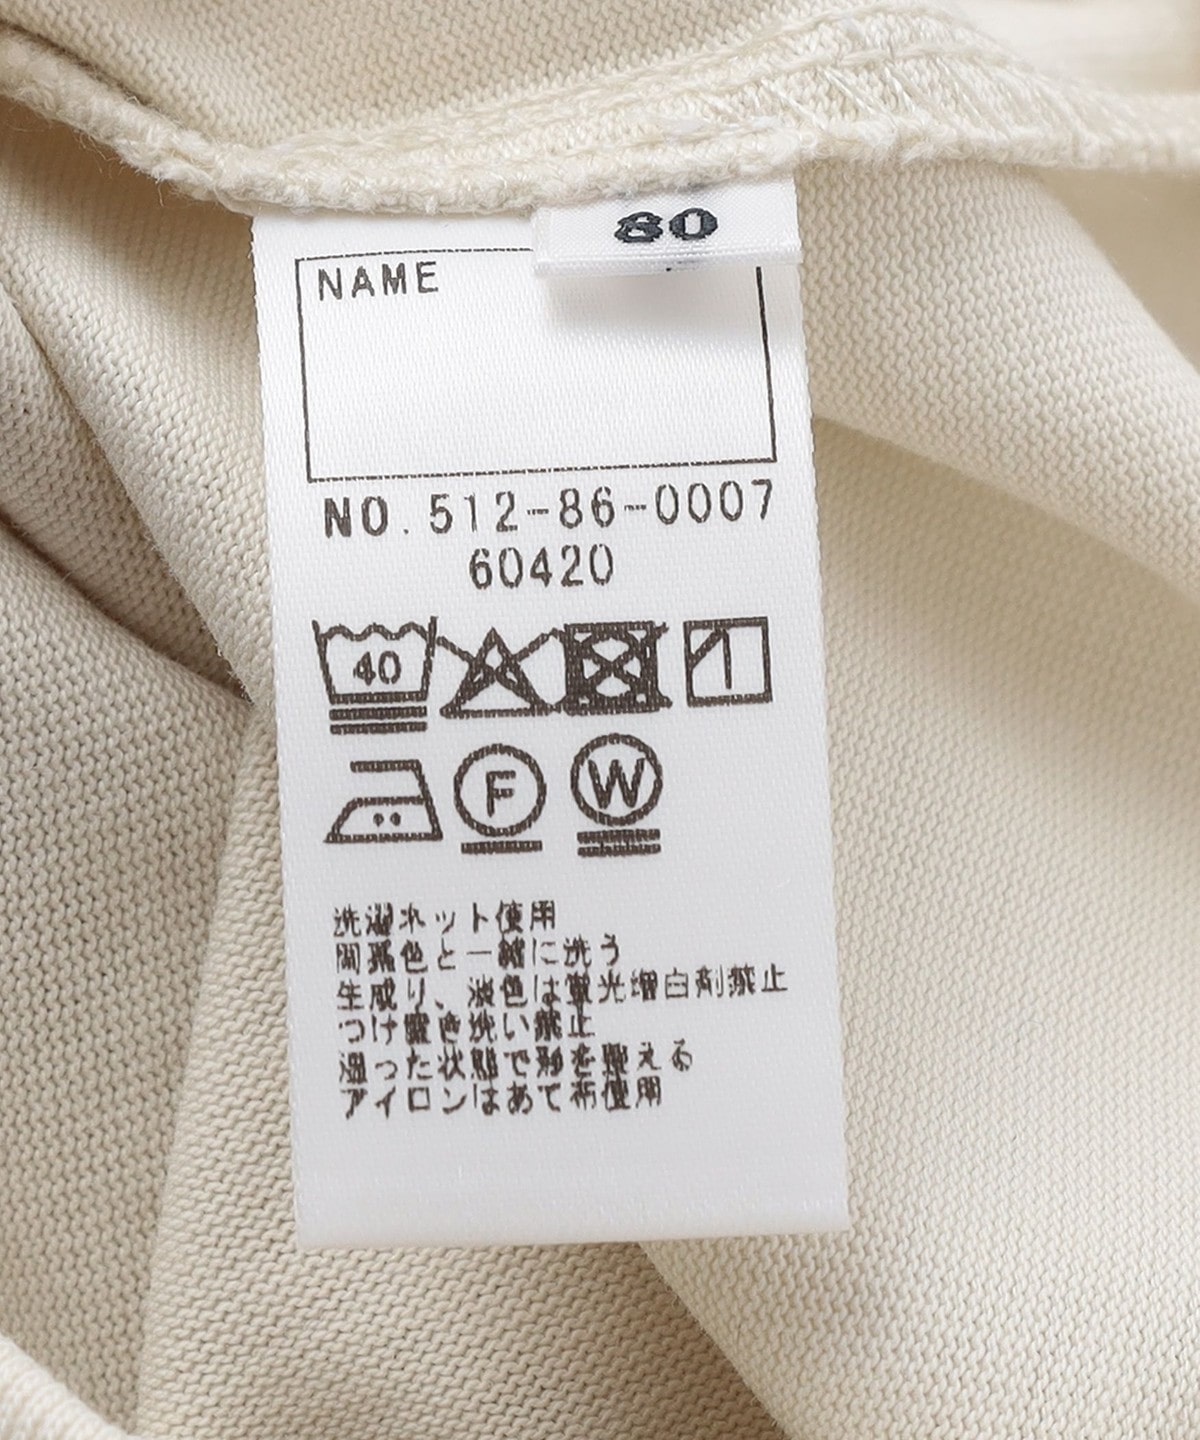 80
NAME
NO.512-86-0007
60420
40
F
W
洗濯ネット使用
同系色と一緒に洗う
生成り、淡色は蛍光増白剤禁止
つけ置き洗い禁止
湿った状態で形を整える
アイロンはあて布使用